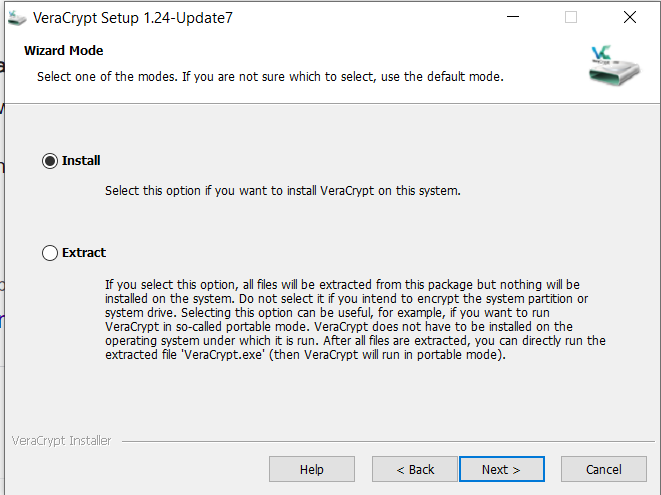 VeraCrypt Setup 1.24-Update7
Wizard Mode
Select one of the modes. If you are not sure which to select, use the default mode.
VC
Install
Select this option if you want to install VeraCrypt on this system.
Extract
If you select this option, all files will be extracted from this package but nothing will be
installed on the system. Do not select it if you intend to encrypt the system partition or
system drive. Selecting this option can be useful, for example, if you want to run
VeraCrypt in so-called portable mode. VeraCrypt does not have to be installed on the
operating system under which it is run. After all files are extracted, you can directly run the
extracted file 'VeraCrypt.exe' (then VeraCrypt will run in portable mode).
VeraCrypt Installer
Help
< Back
Next >
Cancel